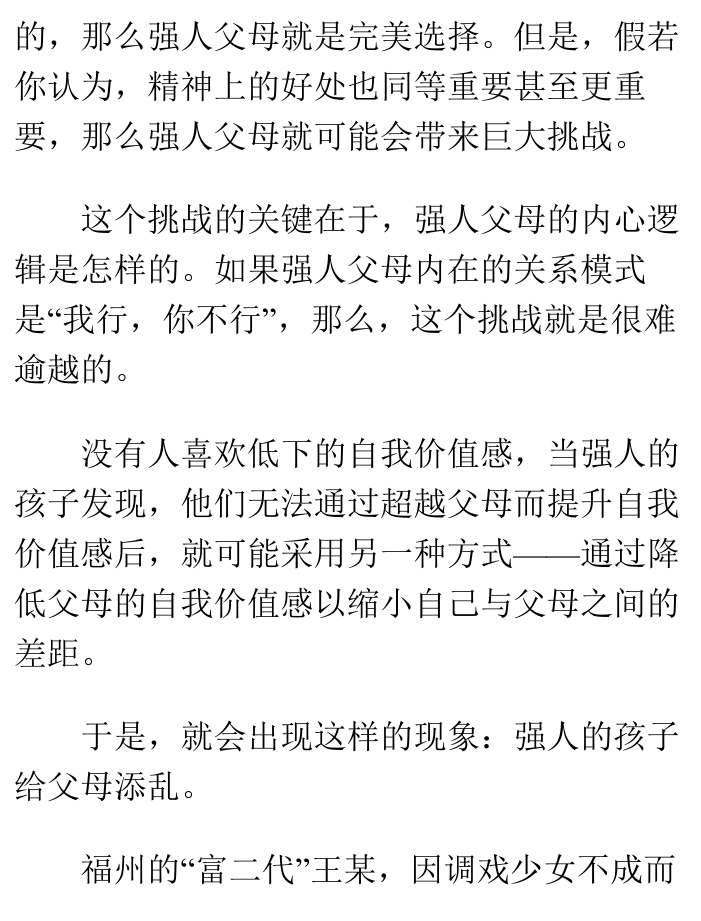 的，那么强人父母就是完美选择。但是，假若
你认为，精神上的好处也同等重要甚至更重
要，那么强人父母就可能会带来巨大挑战。
这个挑战的关键在于，强人父母的内心逻
辑是怎样的。如果强人父母内在的关系模式
是“我行，你不行”，那么，这个挑战就是很难
逾越的。
没有人喜欢低下的自我价值感，当强人的
孩子发现，他们无法通过超越父母而提升自我
价值感后，就可能采用另一种方式——通过降
低父母的自我价值感以缩小自己与父母之间的
差距。
于是，就会出现这样的现象：强人的孩子
给父母添乱。
福州的“富二代”王某，因调戏少女不成而